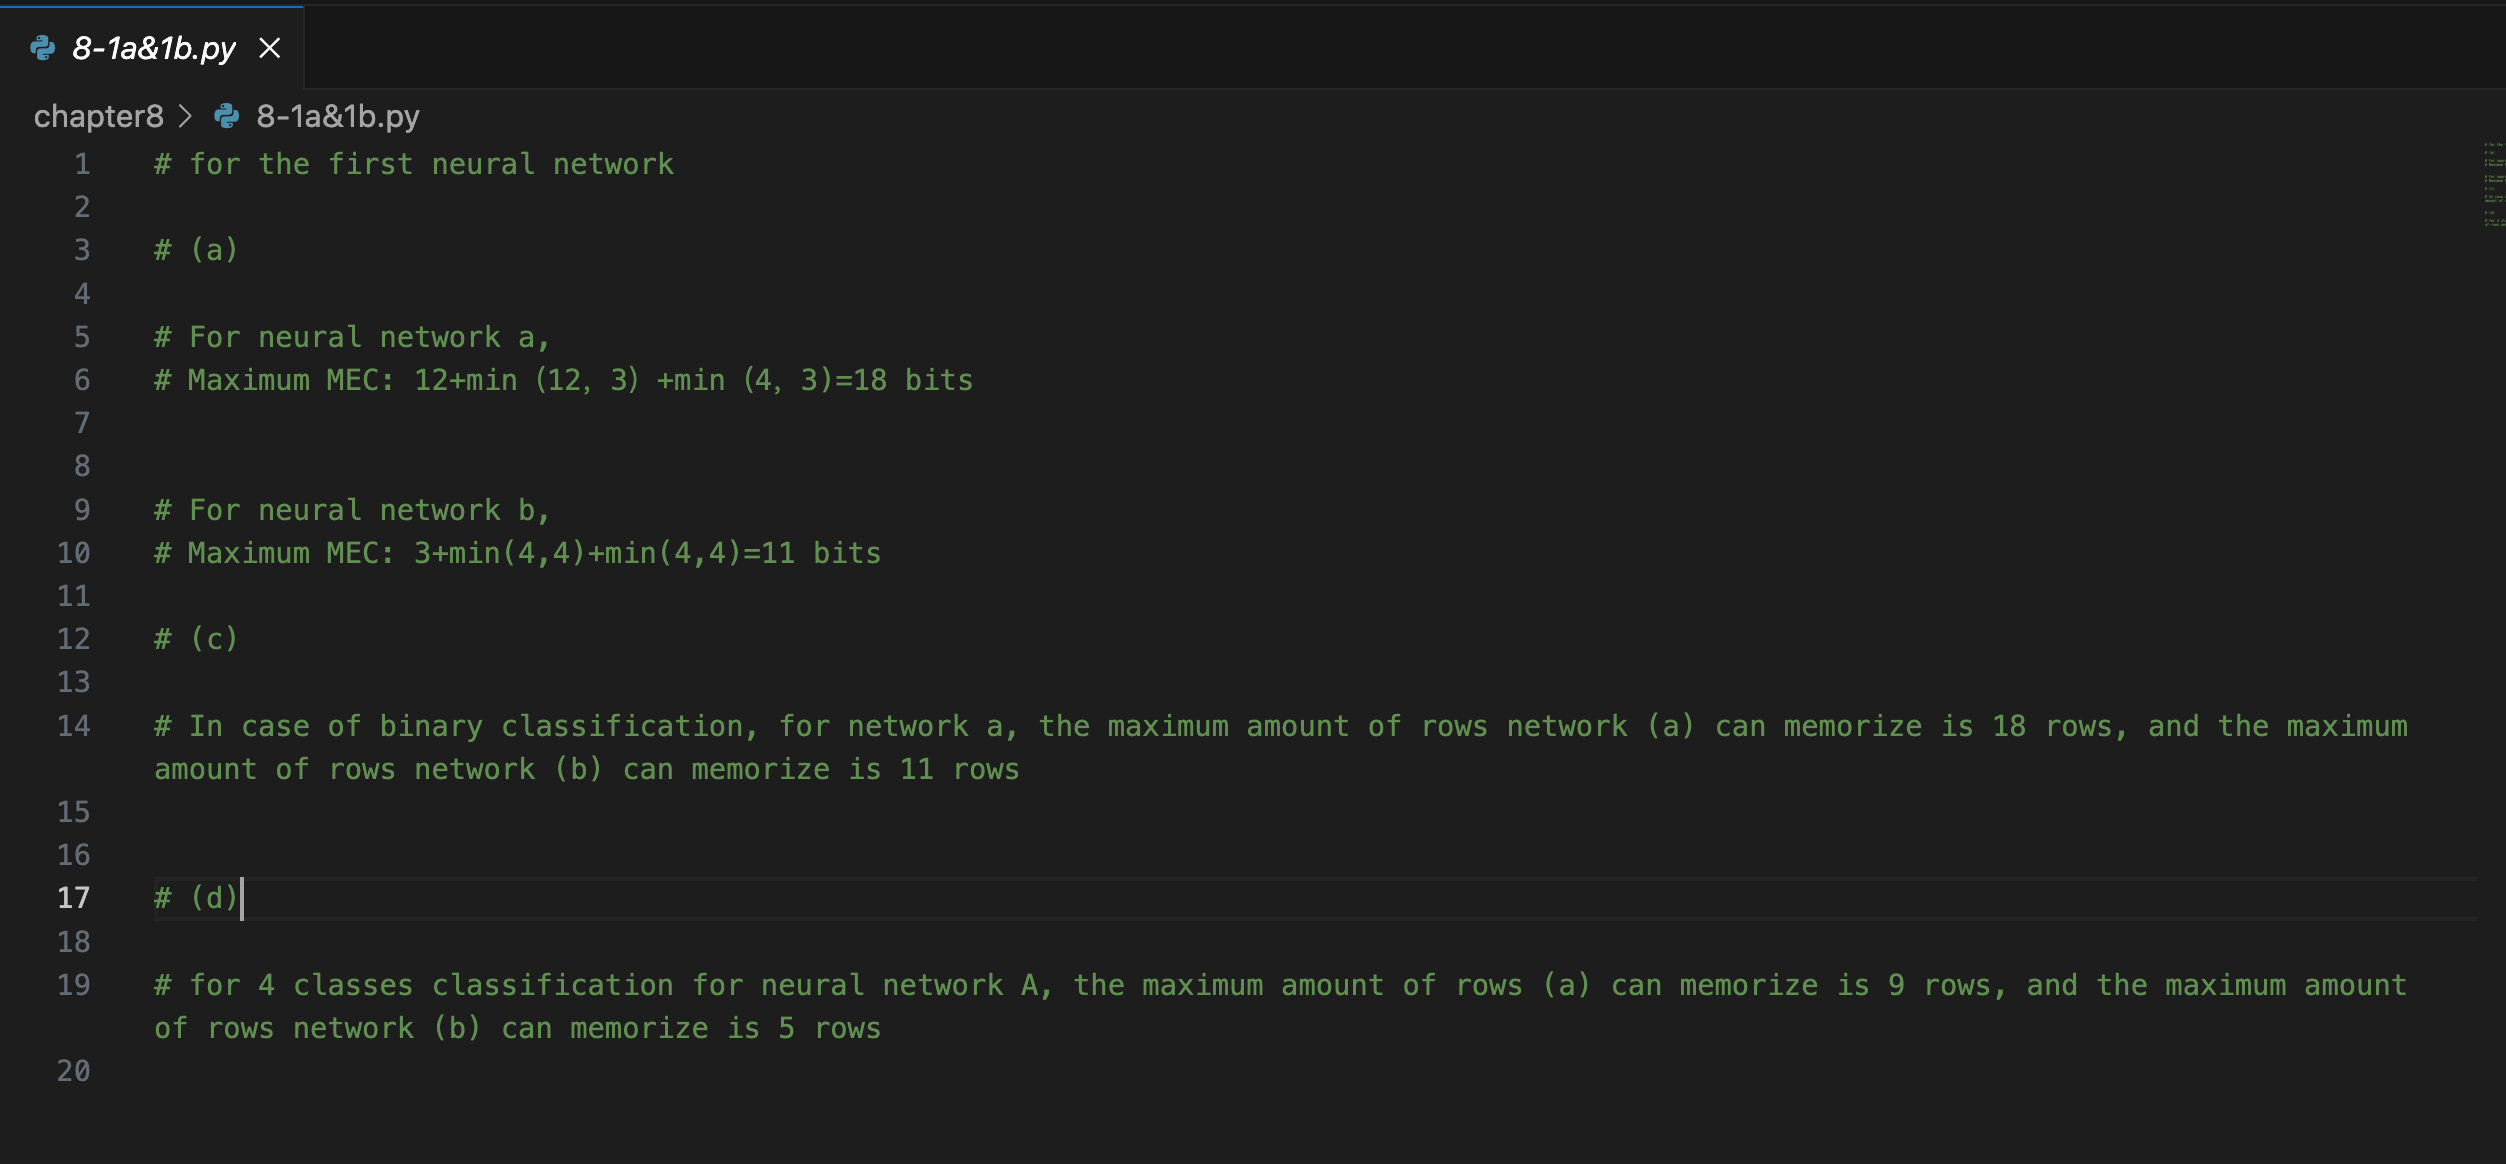 8-1a&1b.py
chapter8 > 8-1a&1b.py
1 # for the first neural network
2
3 # (a)
4
5 # For neural network a,
6 # Maximum MEC: 12+min (12, 3) +min (4, 3)=18 bits
7
8
9 # For neural network b,
10 # Maximum MEC: 3+min(4,4)+min(4,4)=11 bits
11
12 # (c)
13
14 # In case of binary classification, for network a, the maximum amount of rows network (a) can memorize is 18 rows, and the maximum
amount of rows network (b) can memorize is 11 rows
15
16
17 # (d)
18
19 # for 4 classes classification for neural network A, the maximum amount of rows (a) can memorize is 9 rows, and the maximum amount
of rows network (b) can memorize is 5 rows
20